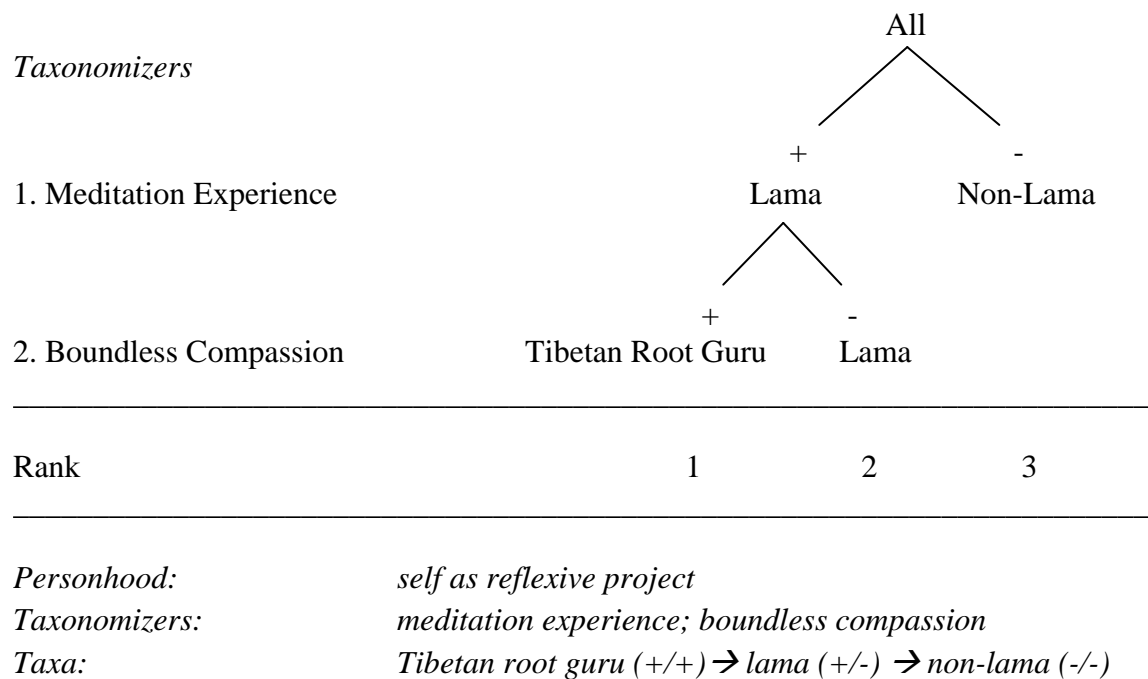 All
Taxonomizers
+ -
1. Meditation Experience Lama Non-Lama
+ -
2. Boundless Compassion Tibetan Root Guru Lama
Rank 1 2 3
Personhood: self as reflexive project
Taxonomizers: meditation experience; boundless compassion
Taxa: Tibetan root guru (+/+)→ lama (+/-) → non-lama (-/-)